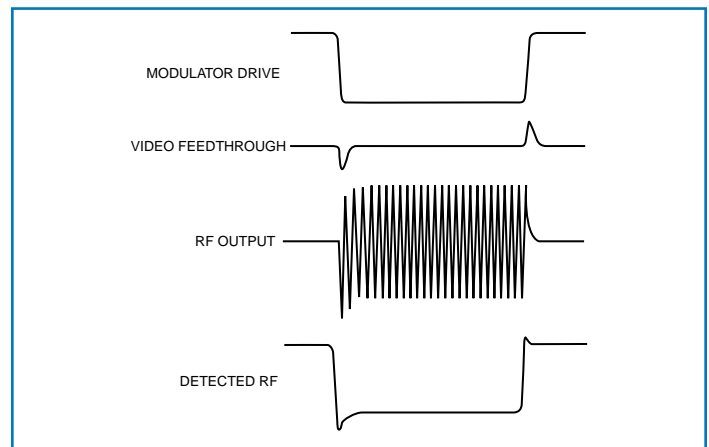 MODULATOR DRIVE
VIDEO FEEDTHROUGH
RF OUTPUT
DETECTED RF